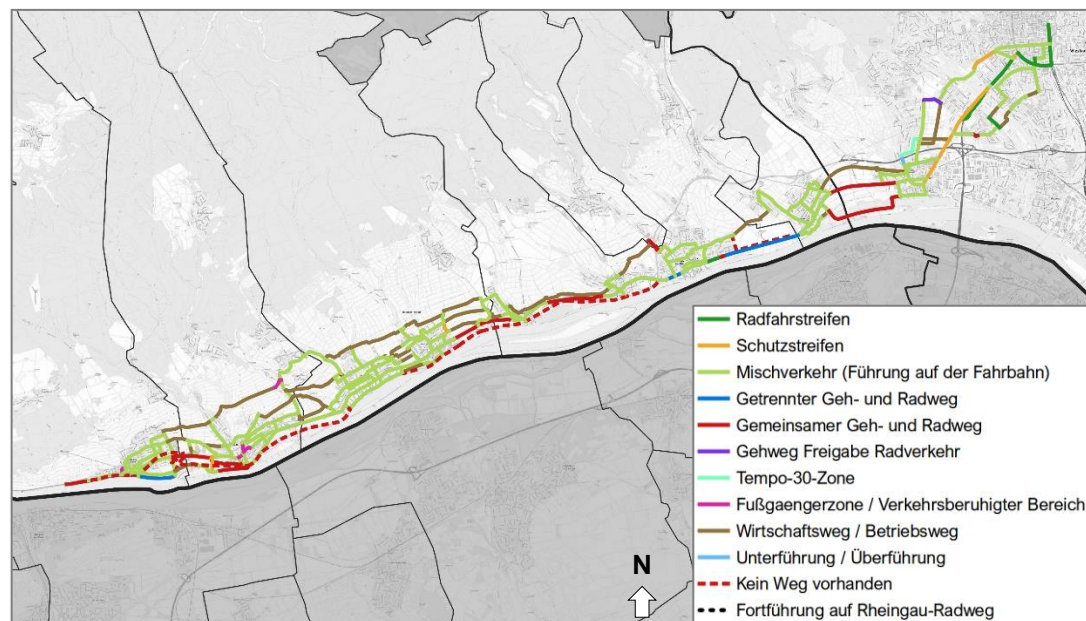 Wiesba
Radfahrstreifen
Schutzstreifen
Mischverkehr (Führung auf der Fahrbahn)
Getrennter Geh- und Radweg
Gemeinsamer Geh- und Radweg
Gehweg Freigabe Radverkehr
Tempo-30-Zone
Fußgaengerzone / Verkehrsberuhigter Bereich
Wirtschaftsweg / Betriebsweg
Unterführung / Überführung
Kein Weg vorhanden
Fortführung auf Rheingau-Radweg
N